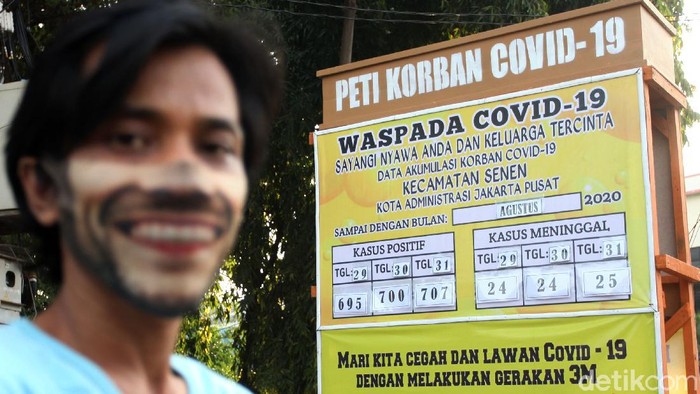 PETI KORBAN COVID-19
WASPADA COVID-19
SAYANGI NYAWA ANDA DAN KELUARGA TERCINTA
DATA AKUMULASI KORBAN COVID-19
KECAMATAN SENEN
KOTA ADMINISTRASI JAKARTA PUSAT
SAMPAI DENGAN BULAN: AGUSTUS 2020
KASUS POSITIF
TGL: 29 TGL: 30 TGL: 31
695 700 707
KASUS MENINGGAL
TGL: 29 TGL: 30 TGL: 31
24 24 25
MARI KITA CEGAH DAN LAWAN COVID - 19
DENGAN MELAKUKAN GERAKAN 3M
detikcom